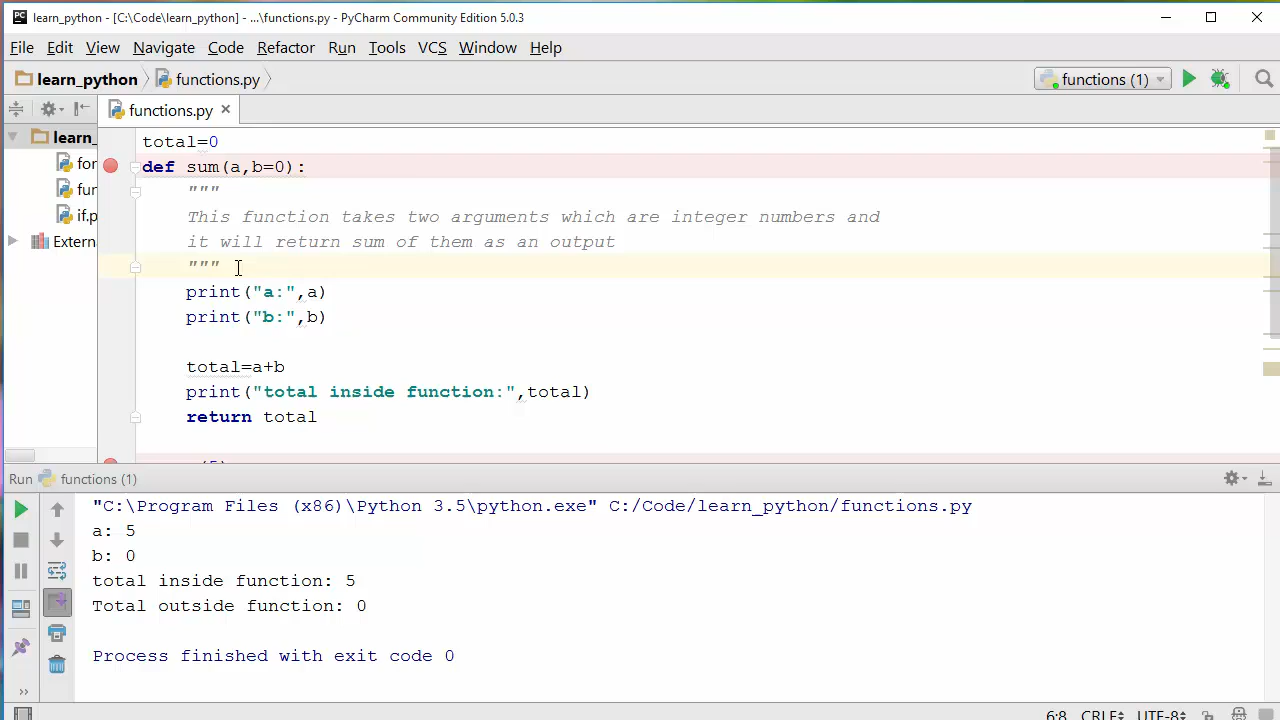 learn_python - [C:\Code\learn_python] - ...\functions.py - PyCharm Community Edition 5.0.3
File Edit View Navigate Code Refactor Run Tools VCS Window Help
learn_python functions.py functions (1)
functions.py
learn_
for
fun
if.p
Extern
total=0
def sum(a,b=0):
"""
This function takes two arguments which are integer numbers and
it will return sum of them as an output
"""
print("a:",a)
print("b:",b)
total=a+b
print("total inside function:",total)
return total
Run functions (1)
"C:\Program Files (x86)\Python 3.5\python.exe" C:/Code/learn_python/functions.py
a: 5
b: 0
total inside function: 5
Total outside function: 0
Process finished with exit code 0
6:8 CRLF UTF-8